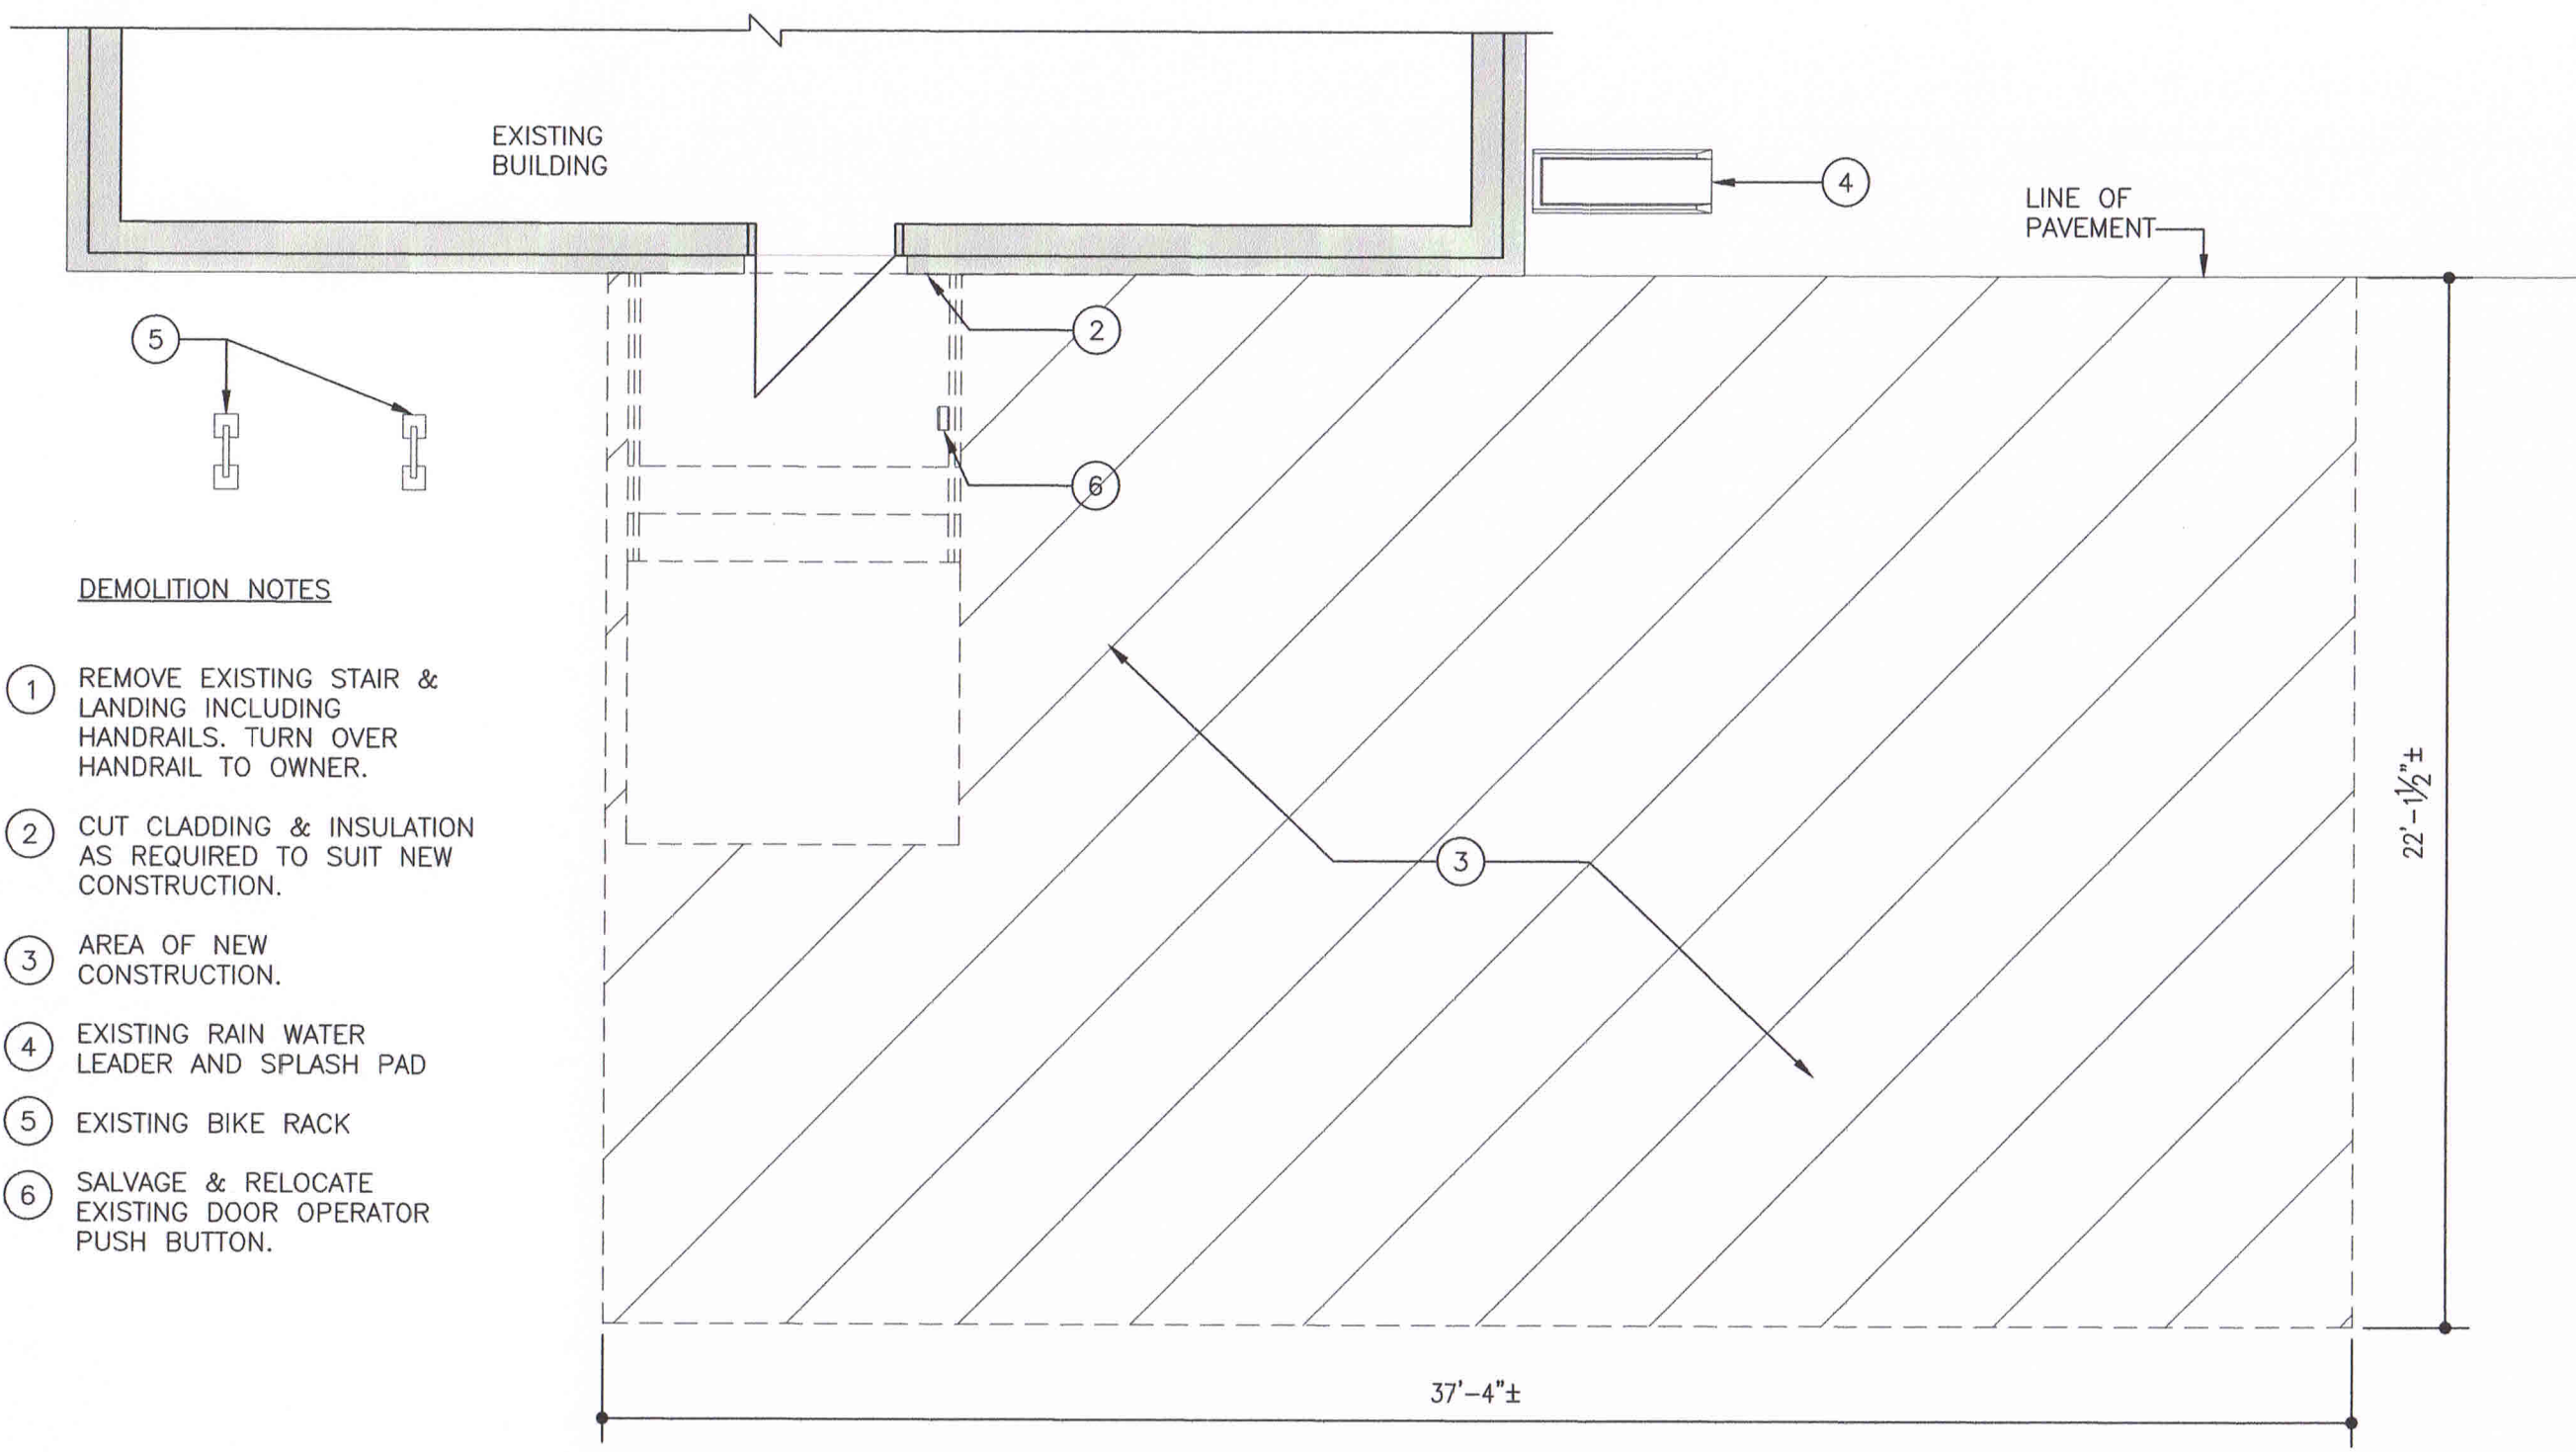 EXISTING
BUILDING
4
LINE OF
PAVEMENT
5
2
6
DEMOLITION NOTES
1 REMOVE EXISTING STAIR &
LANDING INCLUDING
HANDRAILS. TURN OVER
HANDRAIL TO OWNER.
2 CUT CLADDING & INSULATION
AS REQUIRED TO SUIT NEW
CONSTRUCTION.
3 AREA OF NEW
CONSTRUCTION.
4 EXISTING RAIN WATER
LEADER AND SPLASH PAD
5 EXISTING BIKE RACK
6 SALVAGE & RELOCATE
EXISTING DOOR OPERATOR
PUSH BUTTON.
3
22'-1½"±
37'-4"±